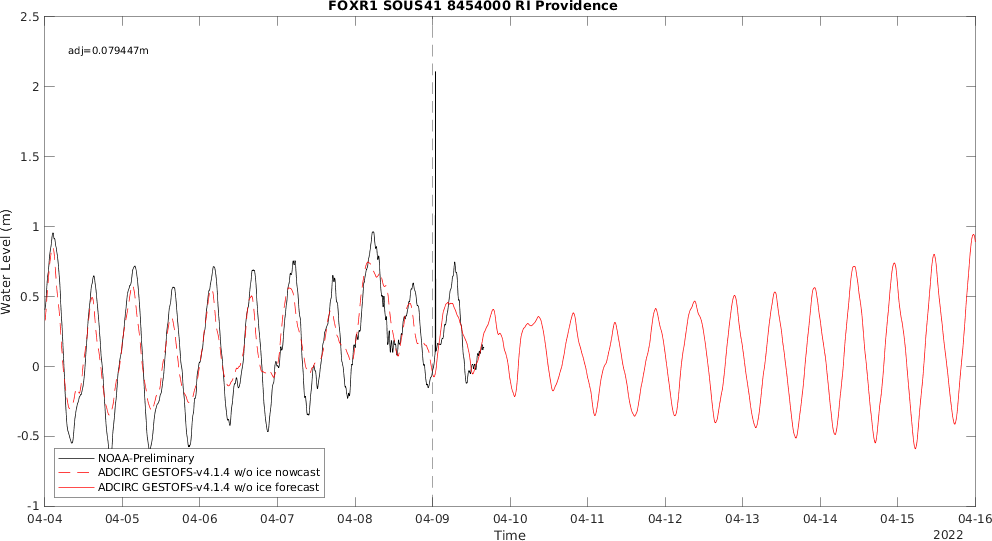 FOXR1 SOUS41 8454000 RI Providence
adj=0.079447m
2.5
2
1.5
1
0.5
0
-0.5
-1
Water Level (m)
NOAA-Preliminary
ADCIRC GESTOFS-v4.1.4 w/o ice nowcast
ADCIRC GESTOFS-v4.1.4 w/o ice forecast
04-04 04-05 04-06 04-07 04-08 04-09 04-10 04-11 04-12 04-13 04-14 04-15 04-16
Time
2022